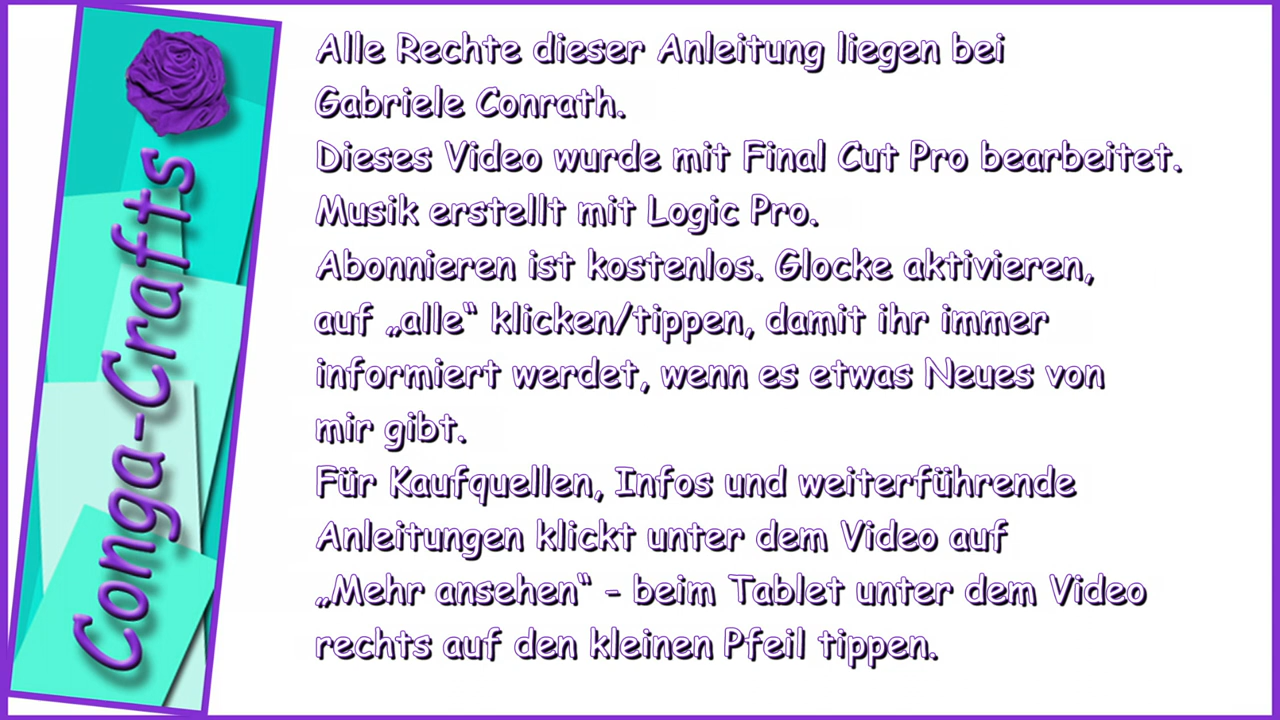 Conga-Crafts
Alle Rechte dieser Anleitung liegen bei
Gabriele Conrath.
Dieses Video wurde mit Final Cut Pro bearbeitet.
Musik erstellt mit Logic Pro.
Abonnieren ist kostenlos. Glocke aktivieren,
auf „alle“ klicken/tippen, damit ihr immer
informiert werdet, wenn es etwas Neues von
mir gibt.
Für Kaufquellen, Infos und weiterführende
Anleitungen klickt unter dem Video auf
„Mehr ansehen“ - beim Tablet unter dem Video
rechts auf den kleinen Pfeil tippen.